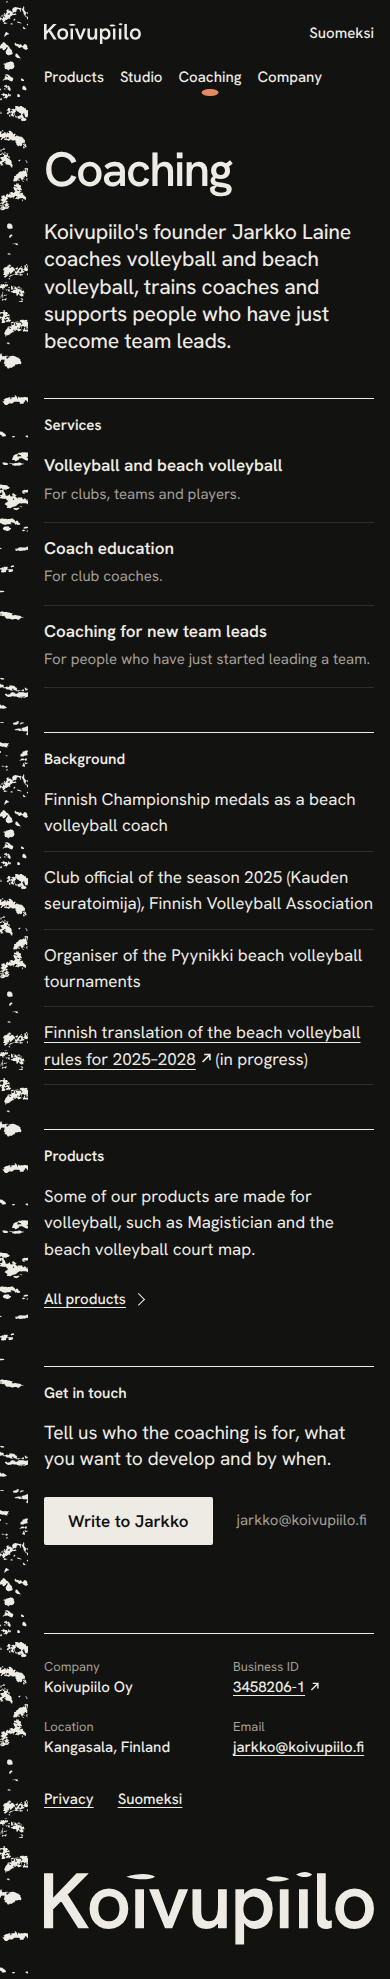 Koivupiilo
Suomeksi
Products Studio Coaching Company
Coaching
Koivupiilo's founder Jarkko Laine
coaches volleyball and beach
volleyball, trains coaches and
supports people who have just
become team leads.
Services
Volleyball and beach volleyball
For clubs, teams and players.
Coach education
For club coaches.
Coaching for new team leads
For people who have just started leading a team.
Background
Finnish Championship medals as a beach
volleyball coach
Club official of the season 2025 (Kauden
seuratoimija), Finnish Volleyball Association
Organiser of the Pyynikki beach volleyball
tournaments
Finnish translation of the beach volleyball
rules for 2025–2028 ↗ (in progress)
Products
Some of our products are made for
volleyball, such as Magistician and the
beach volleyball court map.
All products
Get in touch
Tell us who the coaching is for, what
you want to develop and by when.
Write to Jarkko
jarkko@koivupiilo.fi
Company
Koivupiilo Oy
Business ID
3458206-1 ↗
Location
Kangasala, Finland
Email
jarkko@koivupiilo.fi
Privacy Suomeksi
Koivupiilo